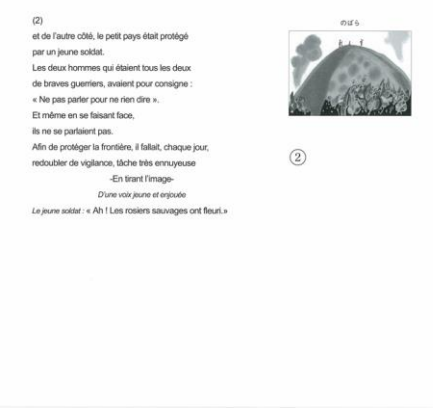 (2)
et de l'autre côté, le petit pays était protégé
par un jeune soldat.
Les deux hommes qui étaient tous les deux
de braves guerriers, avaient pour consigne :
« Ne pas parler pour ne rien dire ».
Et même en se faisant face,
ils ne se parlaient pas.
Afin de protéger la frontière, il fallait, chaque jour,
redoubler de vigilance, tâche très ennuyeuse
-En tirant l'image-
D'une voix jeune et enjouée
Le jeune soldat : « Ah ! Les rosiers sauvages ont fleuri.»
のばら
②